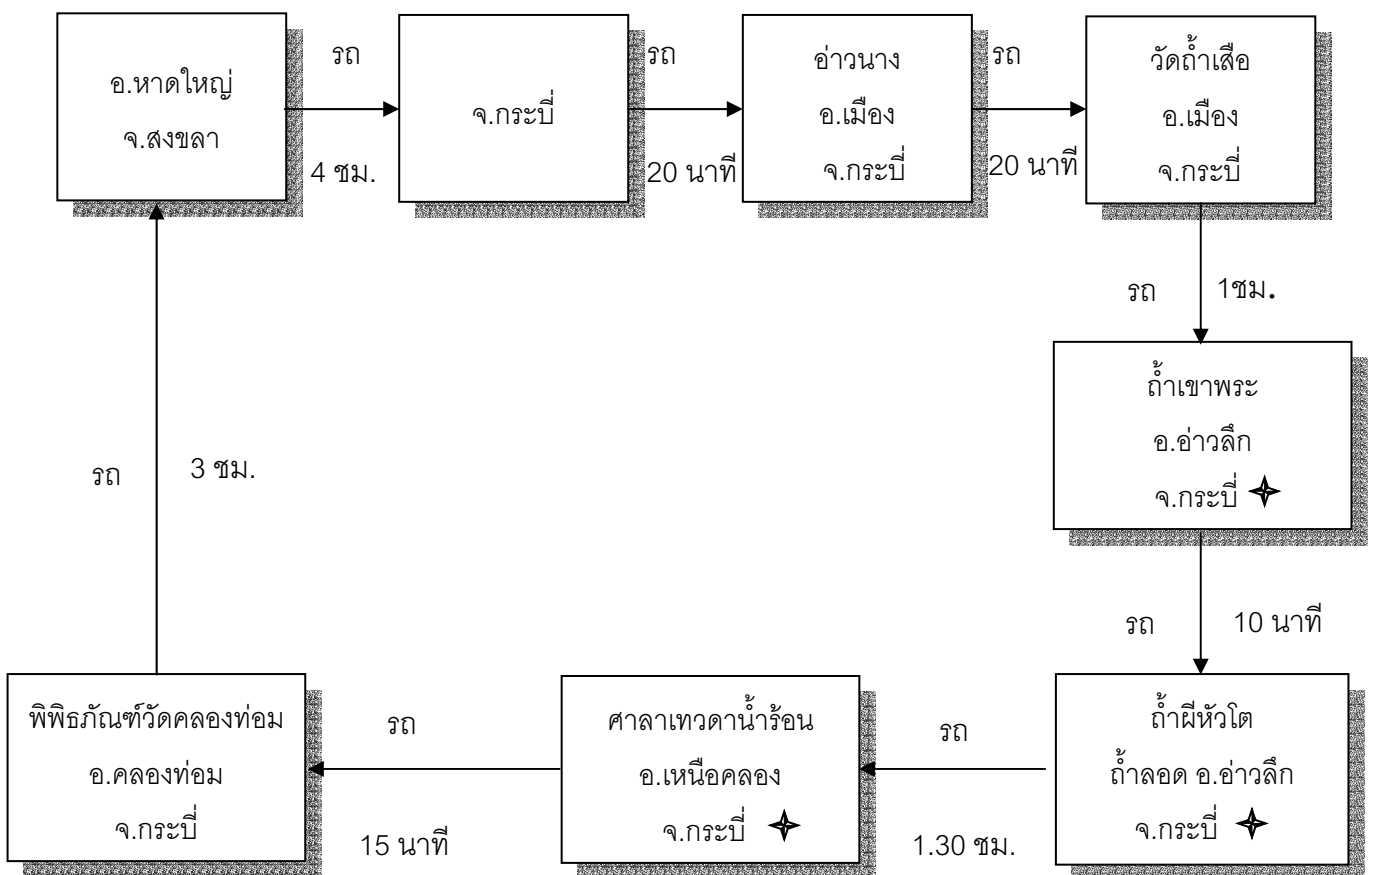 อ.หาดใหญ่
จ.สงขลา
รถ
4 ชม.
จ.กระบี่
รถ
20 นาที
อ่าวนาง
อ.เมือง
จ.กระบี่
รถ
20 นาที
วัดถ้ำเสือ
อ.เมือง
จ.กระบี่
รถ
1ชม.
ถ้ำเขาพระ
อ.อ่าวลึก
จ.กระบี่
รถ
10 นาที
ถ้ำผีหัวโต
ถ้ำลอด อ.อ่าวลึก
จ.กระบี่
รถ
1.30 ชม.
ศาลาเทวดาน้ำร้อน
อ.เหนือคลอง
จ.กระบี่
รถ
15 นาที
พิพิธภัณฑ์วัดคลองท่อม
อ.คลองท่อม
จ.กระบี่
รถ
3 ชม.